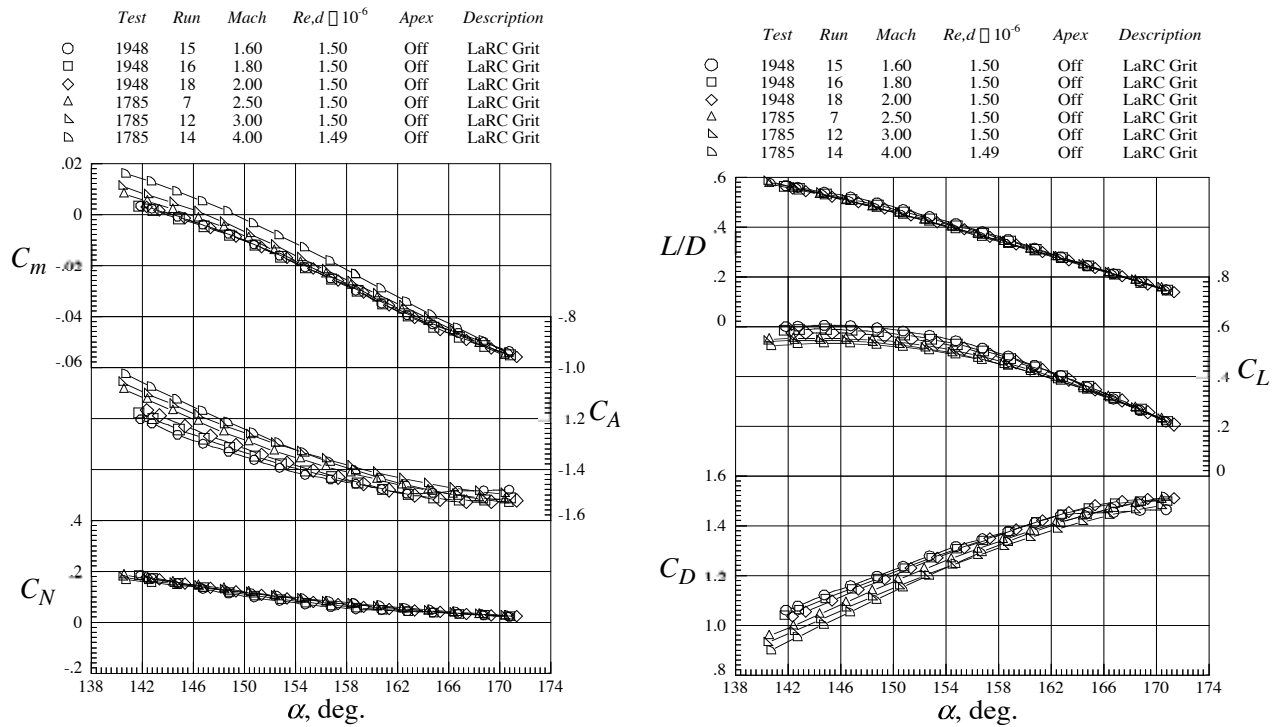 Test Run Mach Re,d 10-6 Apex Description
1948 15 1.60 1.50 Off LaRC Grit
1948 16 1.80 1.50 Off LaRC Grit
1948 18 2.00 1.50 Off LaRC Grit
1785 7 2.50 1.50 Off LaRC Grit
1785 12 3.00 1.50 Off LaRC Grit
1785 14 4.00 1.49 Off LaRC Grit
.02
0
Cm -.02
-.04
-.06
-.8
-1.0
-1.2 CA
-1.4
-1.6
.4
CN .2
0
-.2
138 142 146 150 154 158 162 166 170 174
α, deg.
Test Run Mach Re,d 10-6 Apex Description
1948 15 1.60 1.50 Off LaRC Grit
1948 16 1.80 1.50 Off LaRC Grit
1948 18 2.00 1.50 Off LaRC Grit
1785 7 2.50 1.50 Off LaRC Grit
1785 12 3.00 1.50 Off LaRC Grit
1785 14 4.00 1.49 Off LaRC Grit
.6
L/D .4
.2
0
.8
.6
.4 CL
.2
0
1.6
1.4
CD 1.2
1.0
.8
138 142 146 150 154 158 162 166 170 174
α, deg.